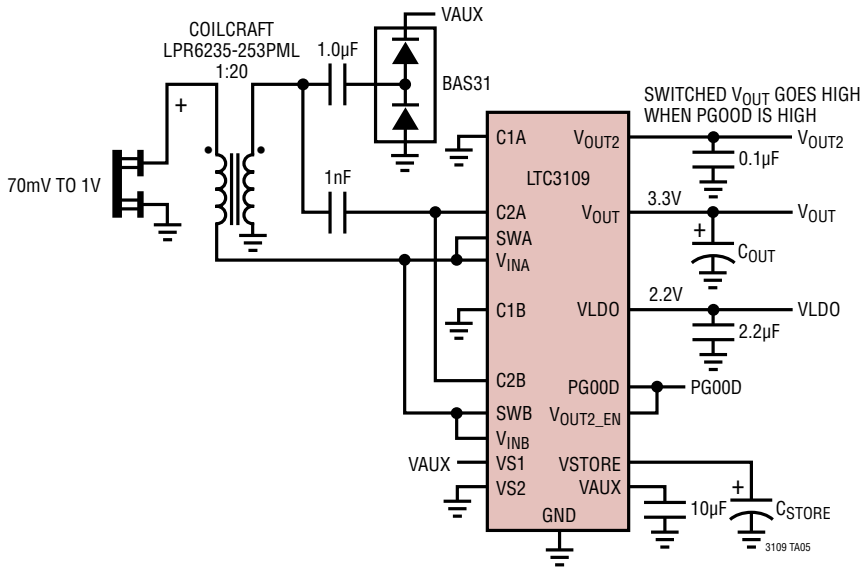 VAUX
COILCRAFT
LPR6235-253PML
1:20
1.0µF
BAS31
+
70mV TO 1V
1nF
SWITCHED VOUT GOES HIGH
WHEN PGOOD IS HIGH
C1A
VOUT2
VOUT2
0.1µF
LTC3109
C2A
VOUT
3.3V
VOUT
SWA
+
VINA
COUT
C1B
VLDO
2.2V
VLDO
2.2µF
C2B
PG00D
PG00D
SWB
VOUT2_EN
VINB
VAUX
VS1
VSTORE
VS2
VAUX
+
10µF
CSTORE
GND
3109 TA05